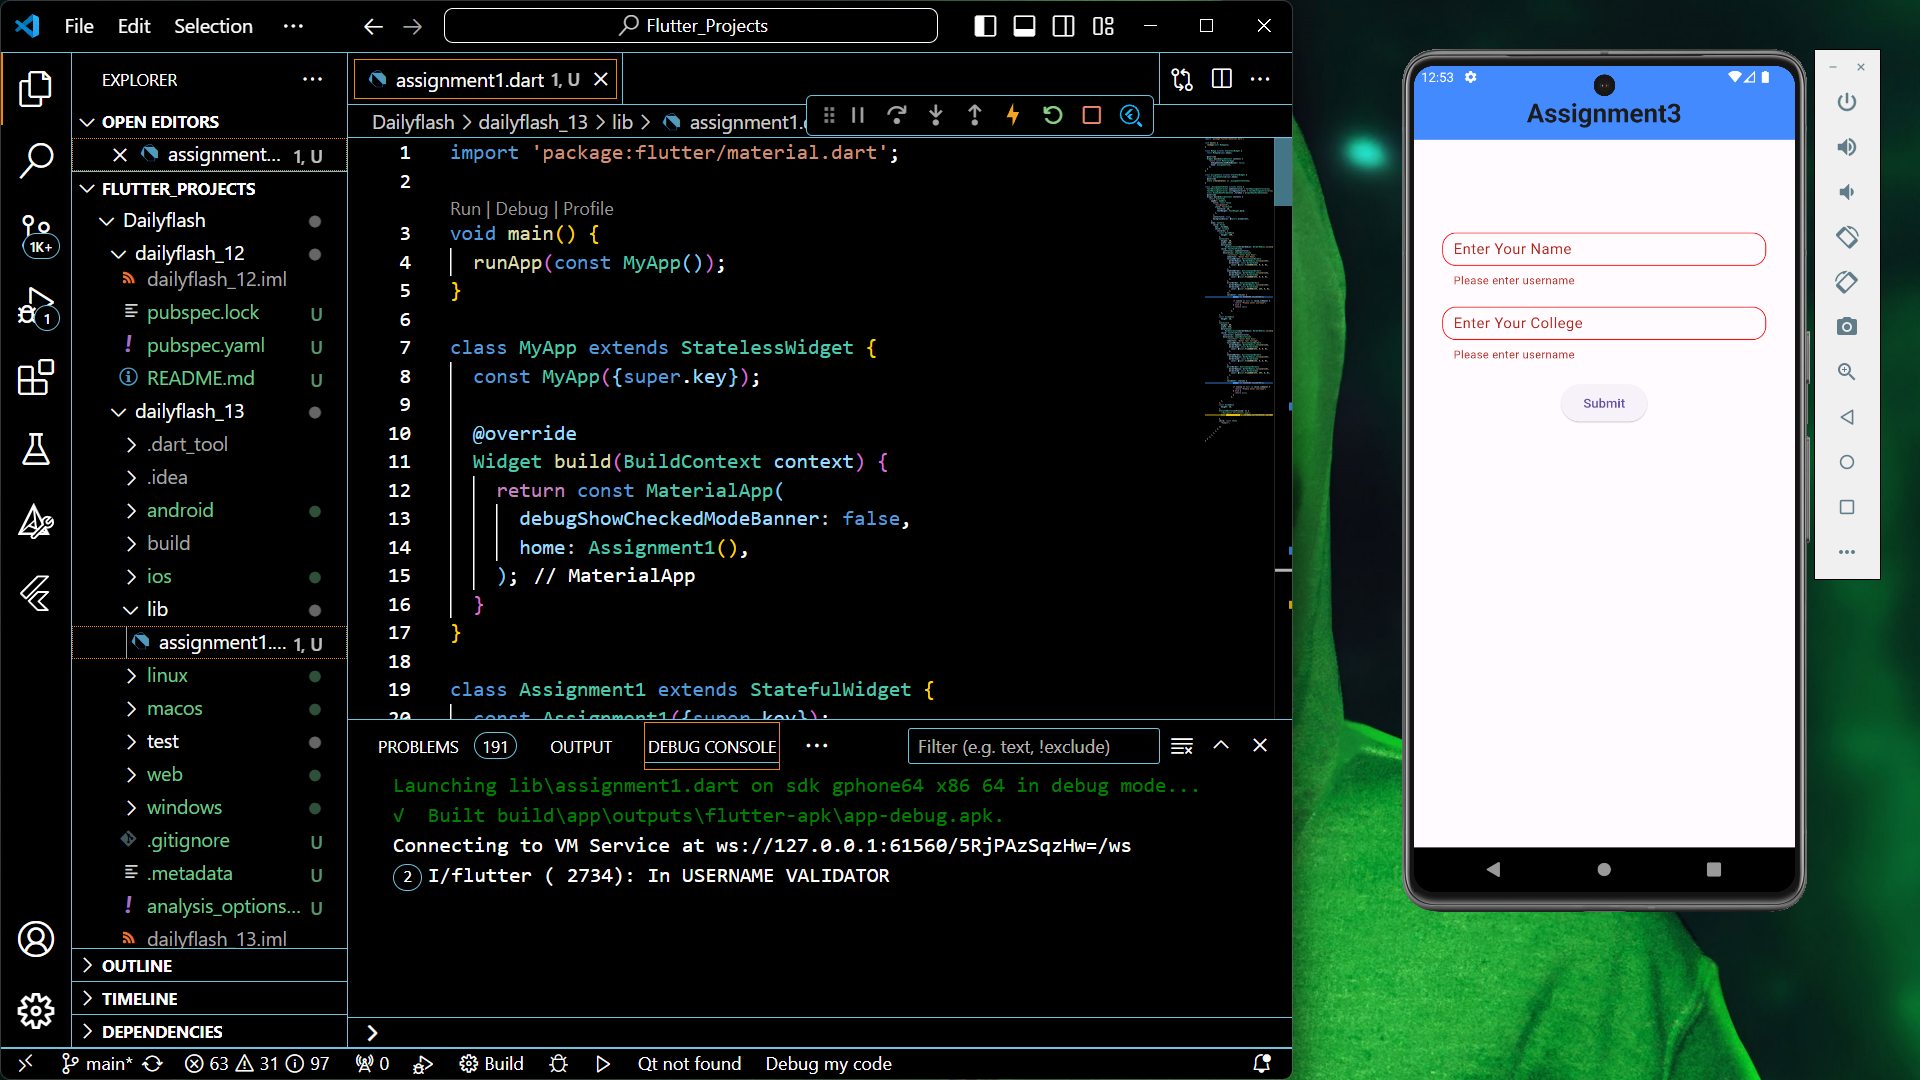 File Edit Selection ···
Flutter_Projects
EXPLORER
OPEN EDITORS
assignment... 1, U
FLUTTER_PROJECTS
Dailyflash
dailyflash_12
dailyflash_12.iml
pubspec.lock U
! pubspec.yaml U
README.md U
dailyflash_13
.dart_tool
.idea
android
build
ios
lib
assignment1.... 1, U
linux
macos
test
web
windows
.gitignore U
.metadata U
! analysis_options... U
dailyflash_13.iml
OUTLINE
TIMELINE
DEPENDENCIES
1K+
1
assignment1.dart 1, U
Dailyflash > dailyflash_13 > lib > assignment1.
1 import 'package:flutter/material.dart';
2
Run | Debug | Profile
3 void main() {
4 runApp(const MyApp());
5 }
6
7 class MyApp extends StatelessWidget {
8 const MyApp({super.key});
9
10 @override
11 Widget build(BuildContext context) {
12 return const MaterialApp(
13 debugShowCheckedModeBanner: false,
14 home: Assignment1(),
15 ); // MaterialApp
16 }
17 }
18
19 class Assignment1 extends StatefulWidget {
20 const Assignment1({super.key});
PROBLEMS 191 OUTPUT DEBUG CONSOLE ···
Filter (e.g. text, !exclude)
Launching lib\assignment1.dart on sdk gphone64 x86 64 in debug mode...
√ Built build\app\outputs\flutter-apk\app-debug.apk.
Connecting to VM Service at ws://127.0.0.1:61560/5RjPAzSqzHw=/ws
2 I/flutter ( 2734): In USERNAME VALIDATOR
main* 63 31 97 0 Build Qt not found Debug my code
12:53
Assignment3
Enter Your Name
Please enter username
Enter Your College
Please enter username
Submit